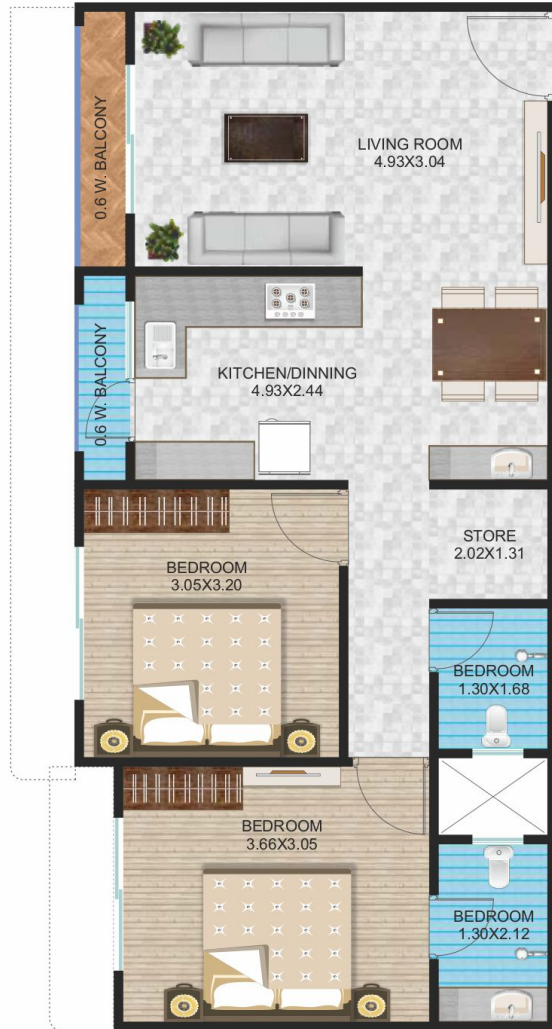 0.6 W. BALCONY
LIVING ROOM
4.93X3.04
0.6 W. BALCONY
KITCHEN/DINNING
4.93X2.44
STORE
2.02X1.31
BEDROOM
3.05X3.20
BEDROOM
1.30X1.68
BEDROOM
3.66X3.05
BEDROOM
1.30X2.12